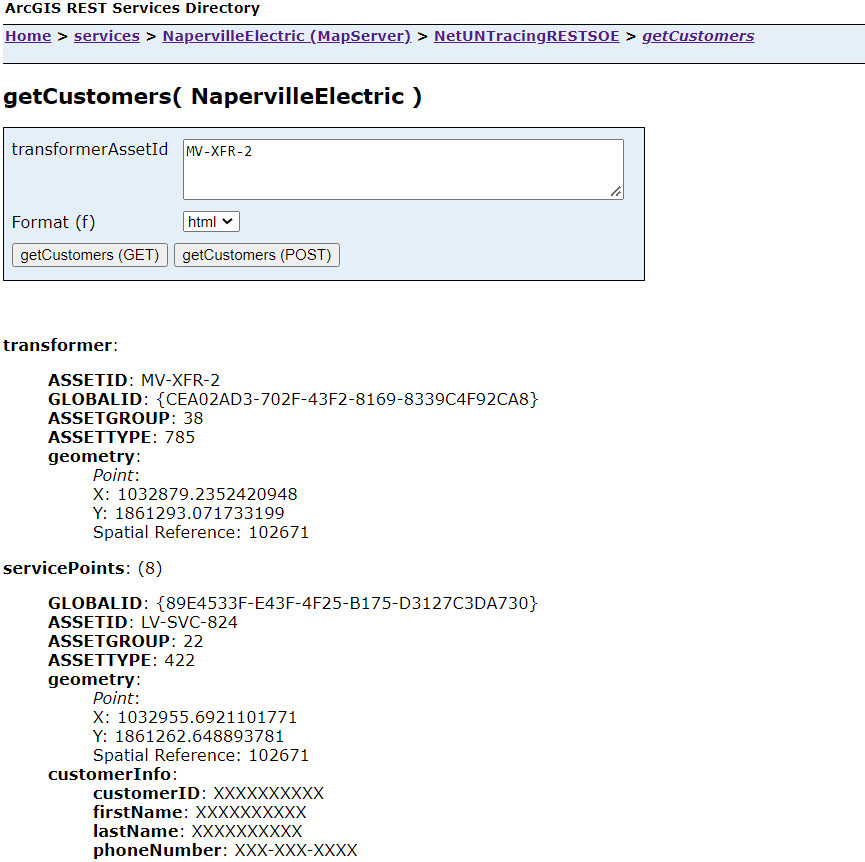 ArcGIS REST Services Directory
Home > services > NapervilleElectric (MapServer) > NetUNTracingRESTSOE > getCustomers
getCustomers( NapervilleElectric )
transformerAssetId MV-XFR-2
Format (f) html
getCustomers (GET) getCustomers (POST)
transformer:
ASSETID: MV-XFR-2
GLOBALID: {CEA02AD3-702F-43F2-8169-8339C4F92CA8}
ASSETGROUP: 38
ASSETTYPE: 785
geometry:
Point:
X: 1032879.2352420948
Y: 1861293.071733199
Spatial Reference: 102671
servicePoints: (8)
GLOBALID: {89E4533F-E43F-4F25-B175-D3127C3DA730}
ASSETID: LV-SVC-824
ASSETGROUP: 22
ASSETTYPE: 422
geometry:
Point:
X: 1032955.6921101771
Y: 1861262.648893781
Spatial Reference: 102671
customerInfo:
customerID: XXXXXXXXXX
firstName: XXXXXXXXXX
lastName: XXXXXXXXXX
phoneNumber: XXX-XXX-XXXX